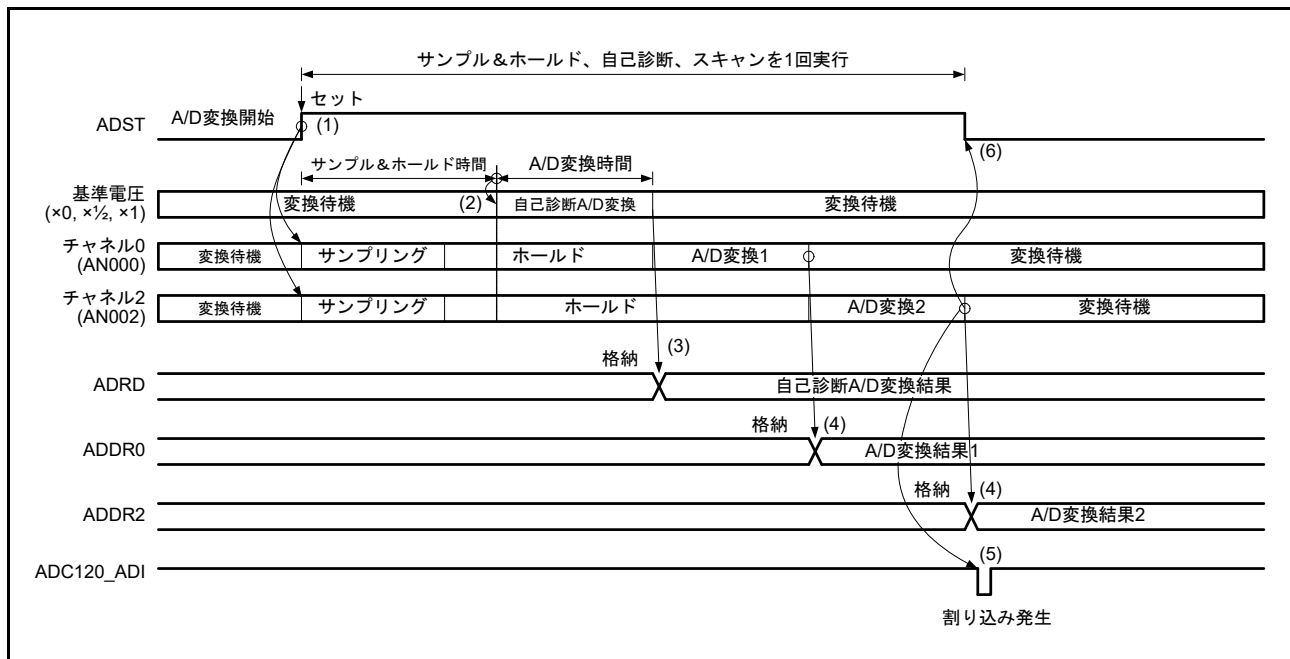 サンプル＆ホールド、自己診断、スキャンを1回実行
セット
ADST
A/D変換開始
(1)
(6)
サンプル＆ホールド時間
A/D変換時間
基準電圧
(×0, ×½, ×1)
変換待機
(2)
自己診断A/D変換
変換待機
チャネル0
(AN000)
変換待機
サンプリング
ホールド
A/D変換1
変換待機
チャネル2
(AN002)
変換待機
サンプリング
ホールド
A/D変換2
変換待機
格納
(3)
ADRD
自己診断A/D変換結果
格納
(4)
ADDR0
A/D変換結果1
格納
(4)
ADDR2
A/D変換結果2
(5)
ADC120_ADI
割り込み発生